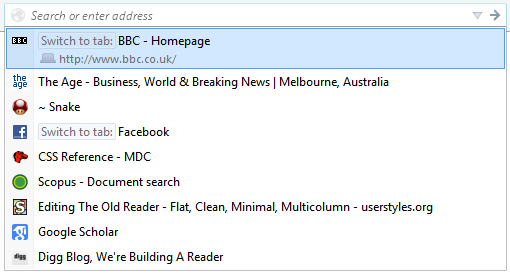 Search or enter address
BBC Switch to tab: BBC - Homepage
http://www.bbc.co.uk/
the age The Age - Business, World & Breaking News | Melbourne, Australia
~ Snake
f Switch to tab: Facebook
CSS Reference - MDC
Scopus - Document search
S Editing The Old Reader - Flat, Clean, Minimal, Multicolumn - userstyles.org
g Google Scholar
digg Digg Blog, We're Building A Reader